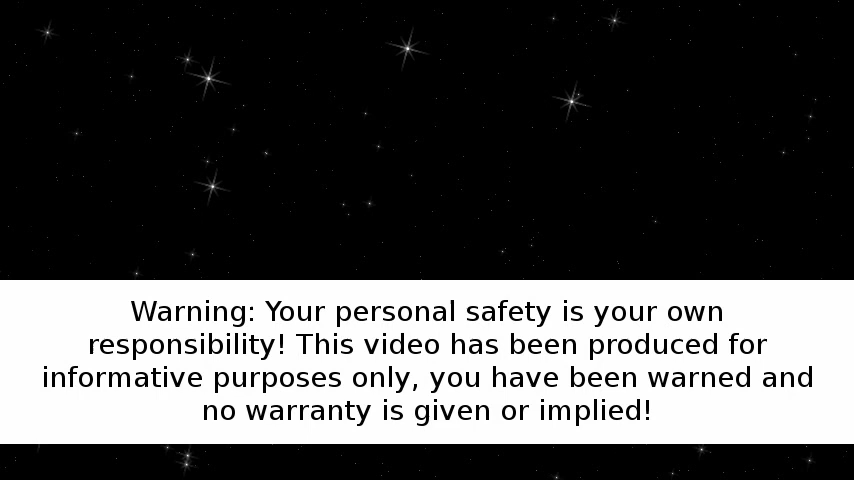 Warning: Your personal safety is your own
responsibility! This video has been produced for
informative purposes only, you have been warned and
no warranty is given or implied!